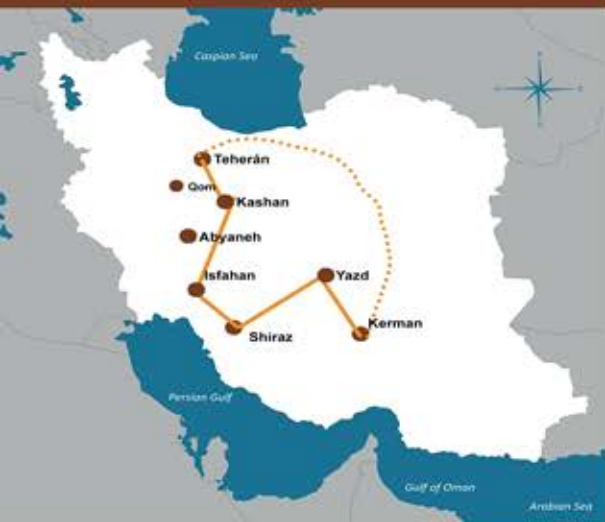 Caspian Sea
Teherán
Qom
Kashan
Abyaneh
Isfahan
Yazd
Kerman
Shiraz
Persian Gulf
Gulf of Oman
Arabian Sea